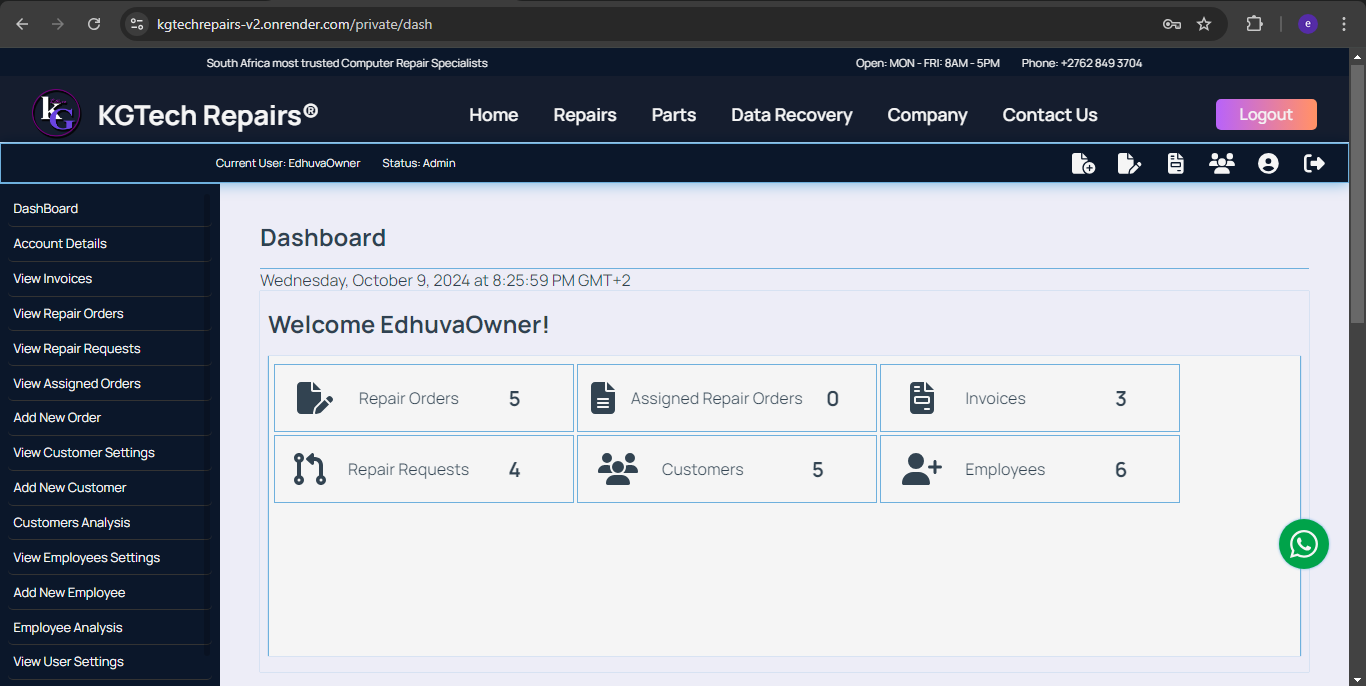 kgtechrepairs-v2.onrender.com/private/dash
e
South Africa most trusted Computer Repair Specialists
Open: MON - FRI: 8AM - 5PM
Phone: +2762 849 3704
KG
KGTech Repairs®
Home
Repairs
Parts
Data Recovery
Company
Contact Us
Logout
Current User: EdhuvaOwner
Status: Admin
DashBoard
Account Details
View Invoices
View Repair Orders
View Repair Requests
View Assigned Orders
Add New Order
View Customer Settings
Add New Customer
Customers Analysis
View Employees Settings
Add New Employee
Employee Analysis
View User Settings
Dashboard
Wednesday, October 9, 2024 at 8:25:59 PM GMT+2
Welcome EdhuvaOwner!
Repair Orders 5
Assigned Repair Orders 0
Invoices 3
Repair Requests 4
Customers 5
Employees 6